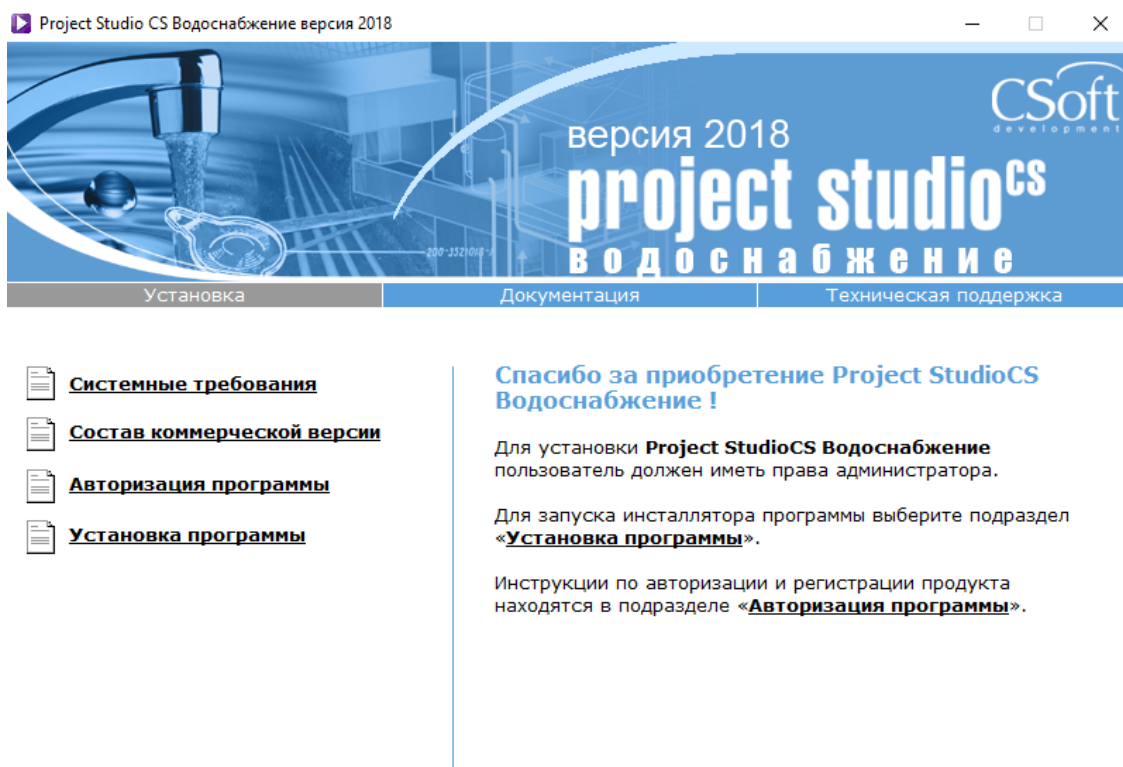 Project Studio CS Водоснабжение версия 2018
CSoft
development
версия 2018
project studioCS
водоснабжение
Установка
Документация
Техническая поддержка
Системные требования
Состав коммерческой версии
Авторизация программы
Установка программы
Спасибо за приобретение Project StudioCS
Водоснабжение !
Для установки Project StudioCS Водоснабжение
пользователь должен иметь права администратора.
Для запуска инсталлятора программы выберите подраздел
«Установка программы».
Инструкции по авторизации и регистрации продукта
находятся в подразделе «Авторизация программы».